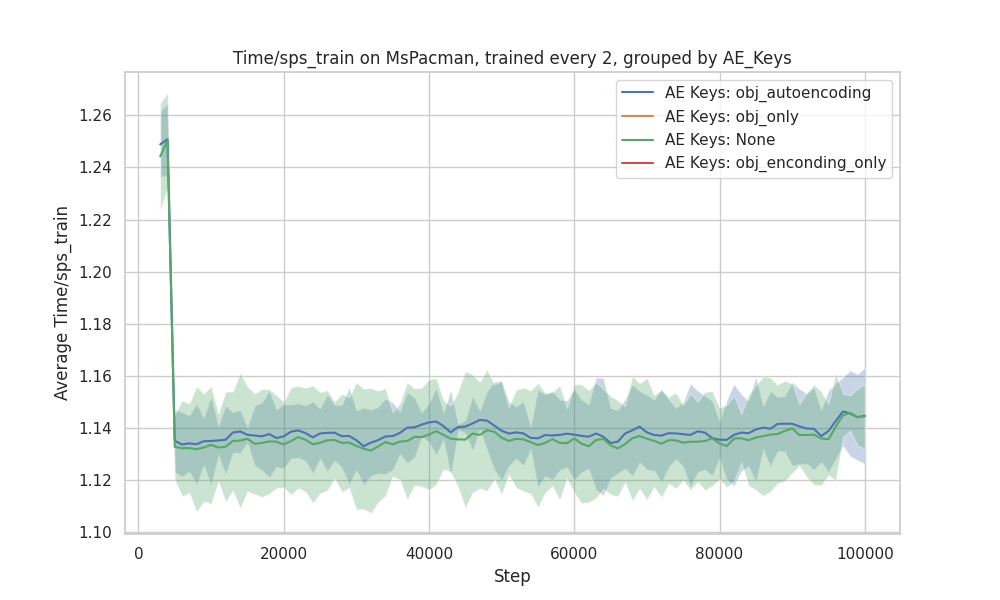 Time/sps_train on MsPacman, trained every 2, grouped by AE_Keys
AE Keys: obj_autoencoding
AE Keys: obj_only
AE Keys: None
AE Keys: obj_enconding_only
Average Time/sps_train
1.26
1.24
1.22
1.20
1.18
1.16
1.14
1.12
1.10
0 20000 40000 60000 80000 100000
Step